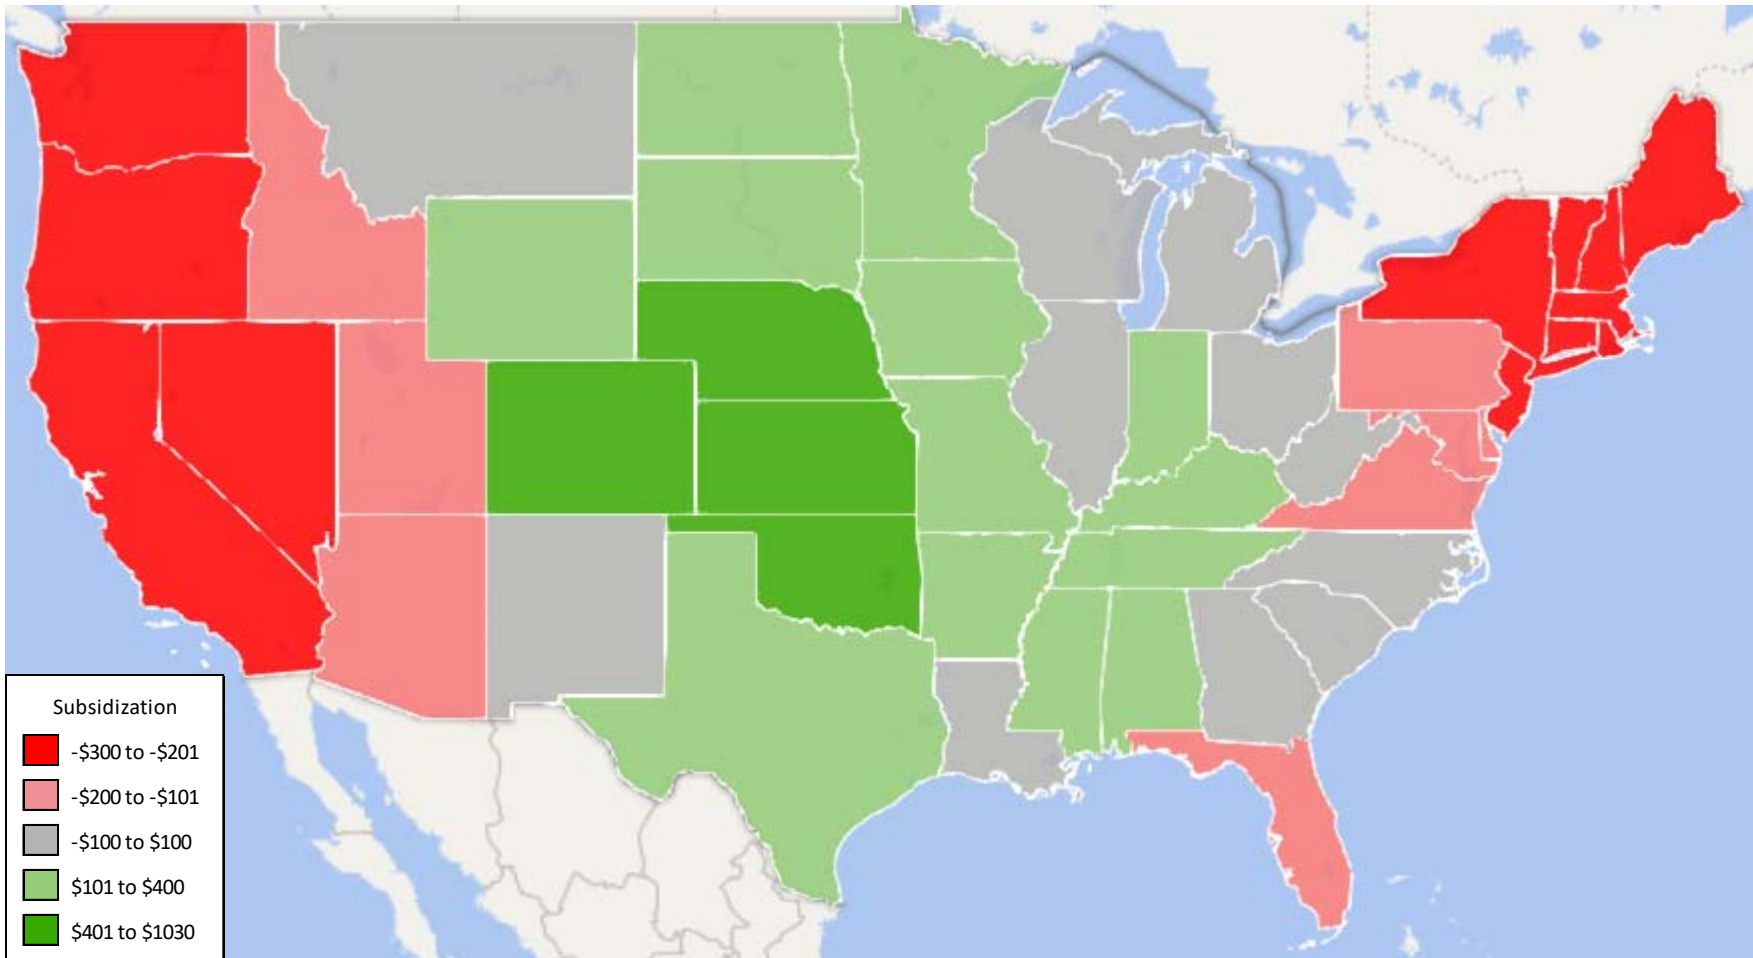 Subsidization
-$300 to -$201
-$200 to -$101
-$100 to $100
$101 to $400
$401 to $1030